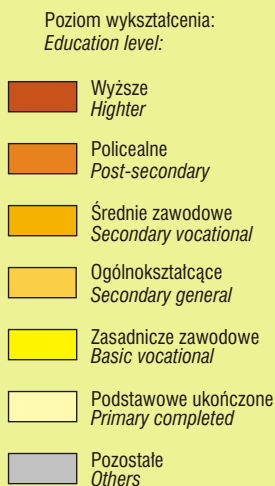 Poziom wykształcenia:
Education level:
Wyższe
Highter
Policealne
Post-secondary
Średnie zawodowe
Secondary vocational
Ogólnokształcące
Secondary general
Zasadnicze zawodowe
Basic vocational
Podstawowe ukończone
Primary completed
Pozostałe
Others